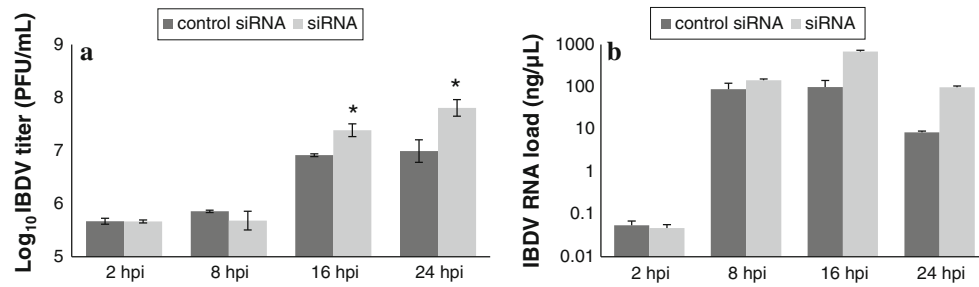 control siRNA siRNA
a
Log10 IBDV titer (PFU/mL)
9
8
7
6
5
* *
2 hpi 8 hpi 16 hpi 24 hpi
control siRNA siRNA
b
IBDV RNA load (ng/µL)
1000
100
10
1
0.1
0.01
2 hpi 8 hpi 16 hpi 24 hpi